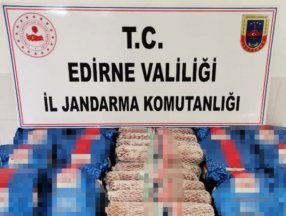 T.C.
EDİRNE VALİLİĞİ
İL JANDARMA KOMUTANLIĞI